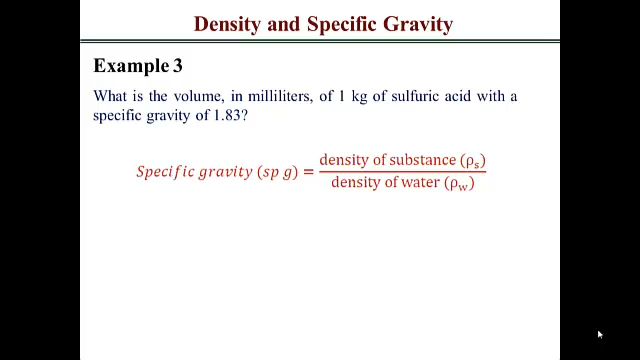 Density and Specific Gravity
Example 3
What is the volume, in milliliters, of 1 kg of sulfuric acid with a
specific gravity of 1.83?
Specific gravity (sp g) = density of substance (ρs) / density of water (ρw)